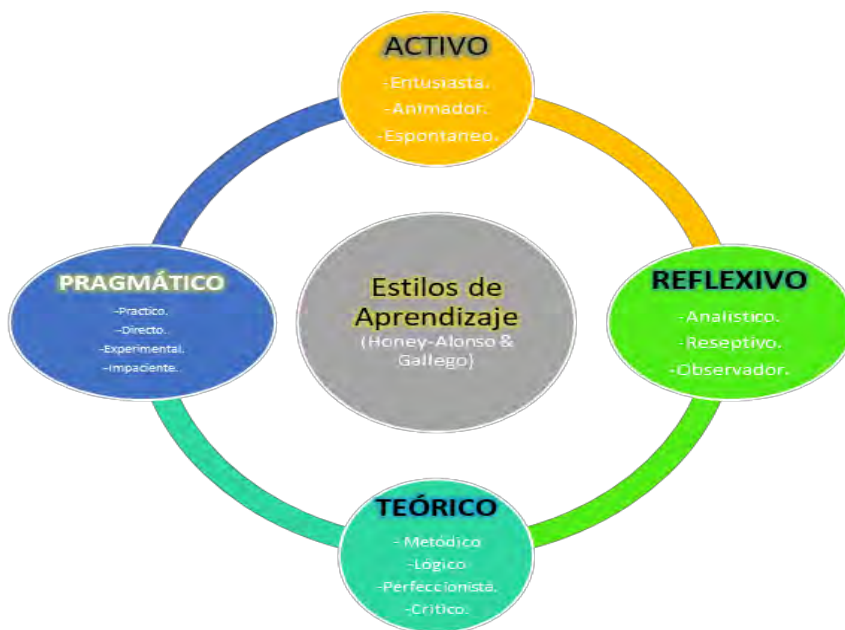 ACTIVO
-Entusiasta.
-Animador.
-Espontaneo.
PRAGMÁTICO
-Practico.
-Directo.
-Experimental.
-Impaciente.
Estilos de
Aprendizaje
(Honey-Alonso &
Gallego)
REFLEXIVO
-Analistico.
-Reseptivo.
-Observador.
TEÓRICO
- Metódico
-Lógico
-Perfeccionista.
-Critico.